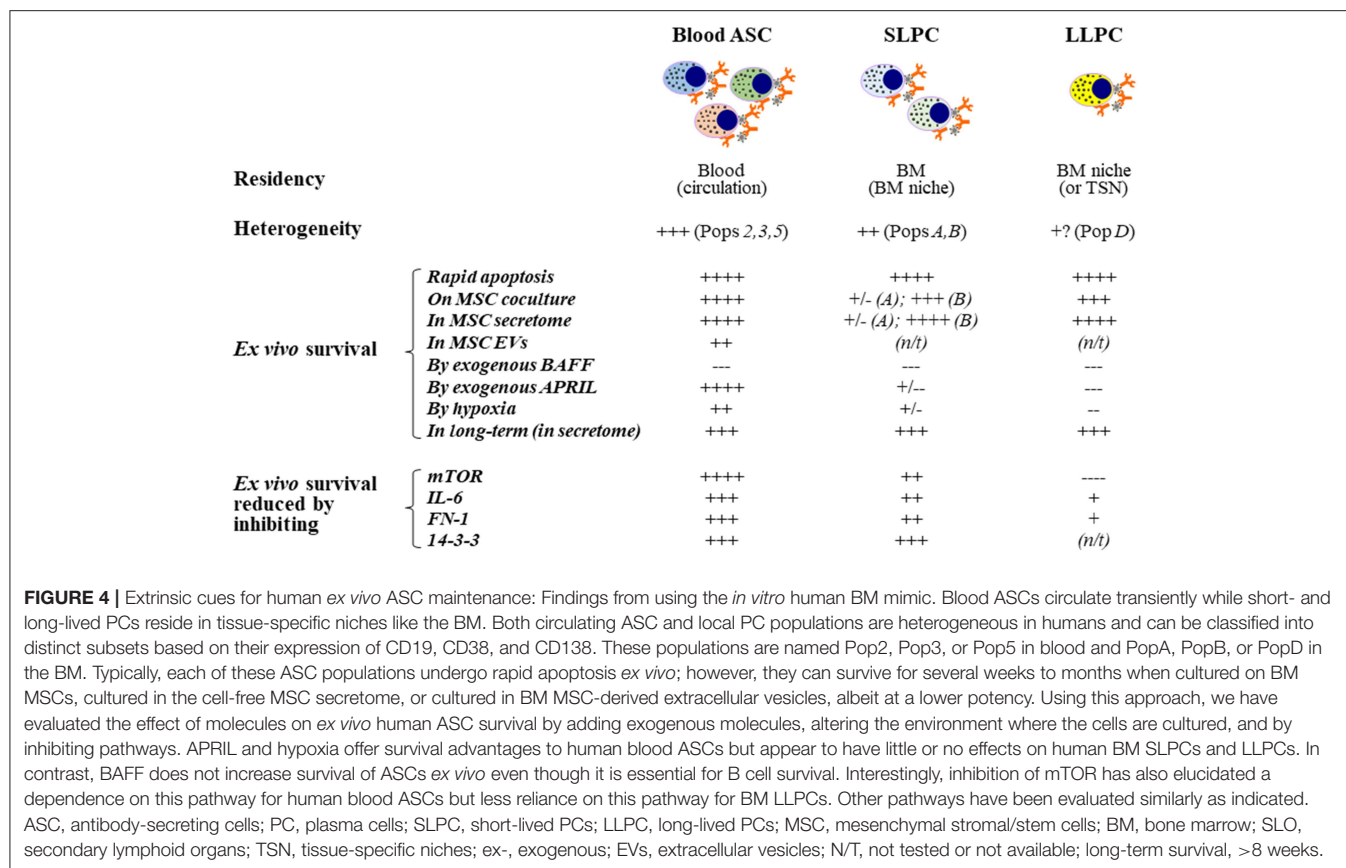 Blood ASC SLPC LLPC
Residency Blood (circulation) BM (BM niche) BM niche (or TSN)
Heterogeneity +++ (Pops 2,3,5) ++ (Pops A,B) +? (Pop D)
Ex vivo survival
Rapid apoptosis ++++ ++++ ++++
On MSC coculture ++++ +/- (A); +++ (B) +++
In MSC secretome ++++ +/- (A); ++++ (B) ++++
In MSC EVs ++ (n/t) (n/t)
By exogenous BAFF --- --- ---
By exogenous APRIL ++++ +/-- ---
By hypoxia ++ +/- --
In long-term (in secretome) +++ +++ +++
Ex vivo survival reduced by inhibiting
mTOR ++++ ++ ----
IL-6 +++ ++ +
FN-1 +++ ++ +
14-3-3 +++ +++ (n/t)
FIGURE 4 | Extrinsic cues for human ex vivo ASC maintenance: Findings from using the in vitro human BM mimic. Blood ASCs circulate transiently while short- and
long-lived PCs reside in tissue-specific niches like the BM. Both circulating ASC and local PC populations are heterogeneous in humans and can be classified into
distinct subsets based on their expression of CD19, CD38, and CD138. These populations are named Pop2, Pop3, or Pop5 in blood and PopA, PopB, or PopD in
the BM. Typically, each of these ASC populations undergo rapid apoptosis ex vivo; however, they can survive for several weeks to months when cultured on BM
MSCs, cultured in the cell-free MSC secretome, or cultured in BM MSC-derived extracellular vesicles, albeit at a lower potency. Using this approach, we have
evaluated the effect of molecules on ex vivo human ASC survival by adding exogenous molecules, altering the environment where the cells are cultured, and by
inhibiting pathways. APRIL and hypoxia offer survival advantages to human blood ASCs but appear to have little or no effects on human BM SLPCs and LLPCs. In
contrast, BAFF does not increase survival of ASCs ex vivo even though it is essential for B cell survival. Interestingly, inhibition of mTOR has also elucidated a
dependence on this pathway for human blood ASCs but less reliance on this pathway for BM LLPCs. Other pathways have been evaluated similarly as indicated.
ASC, antibody-secreting cells; PC, plasma cells; SLPC, short-lived PCs; LLPC, long-lived PCs; MSC, mesenchymal stromal/stem cells; BM, bone marrow; SLO,
secondary lymphoid organs; TSN, tissue-specific niches; ex-, exogenous; EVs, extracellular vesicles; N/T, not tested or not available; long-term survival, >8 weeks.